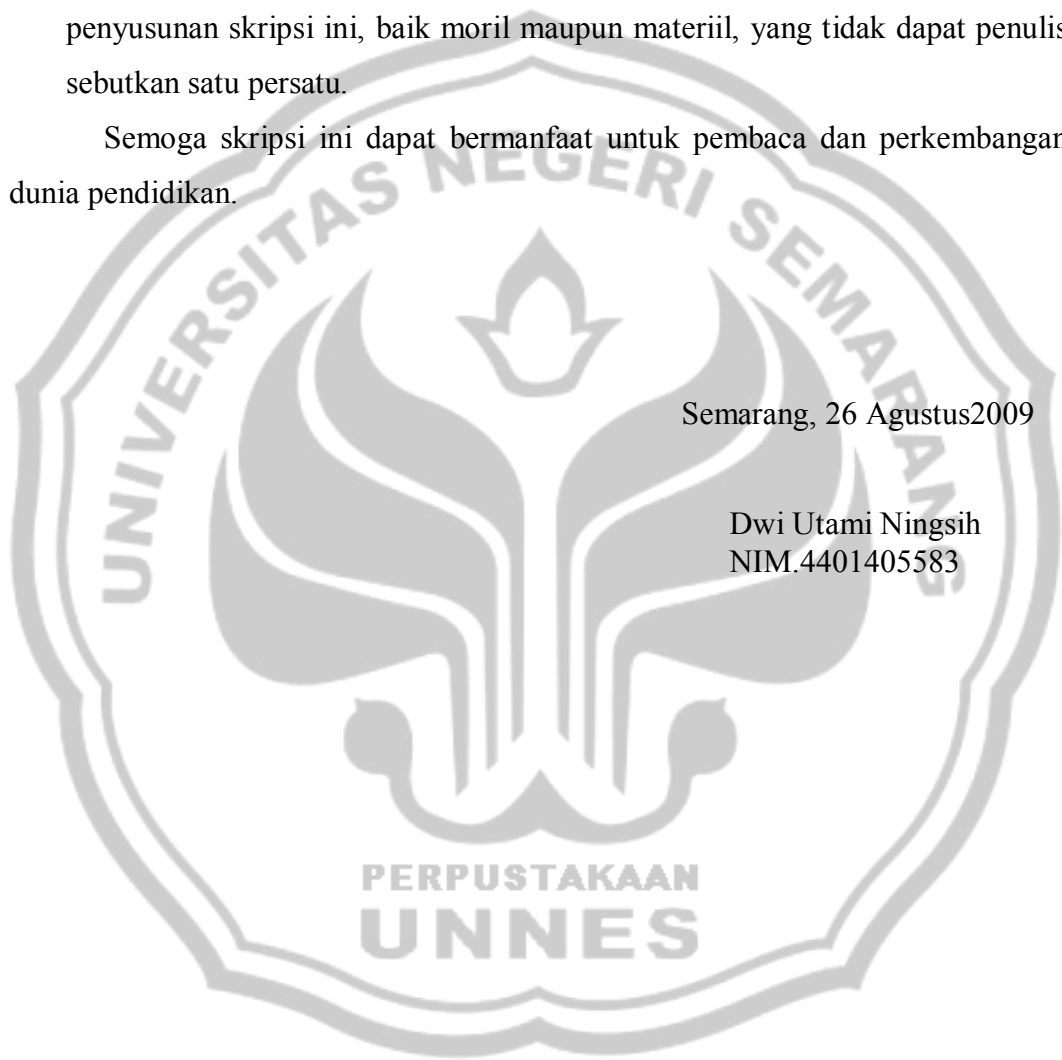 penyusunan skripsi ini, baik moril maupun materiil, yang tidak dapat penulis
sebutkan satu persatu.
Semoga skripsi ini dapat bermanfaat untuk pembaca dan perkembangan
dunia pendidikan.
Semarang, 26 Agustus2009
Dwi Utami Ningsih
NIM.4401405583
UNIVERSITAS NEGERI SEMARANG
PERPUSTAKAAN
UNNES